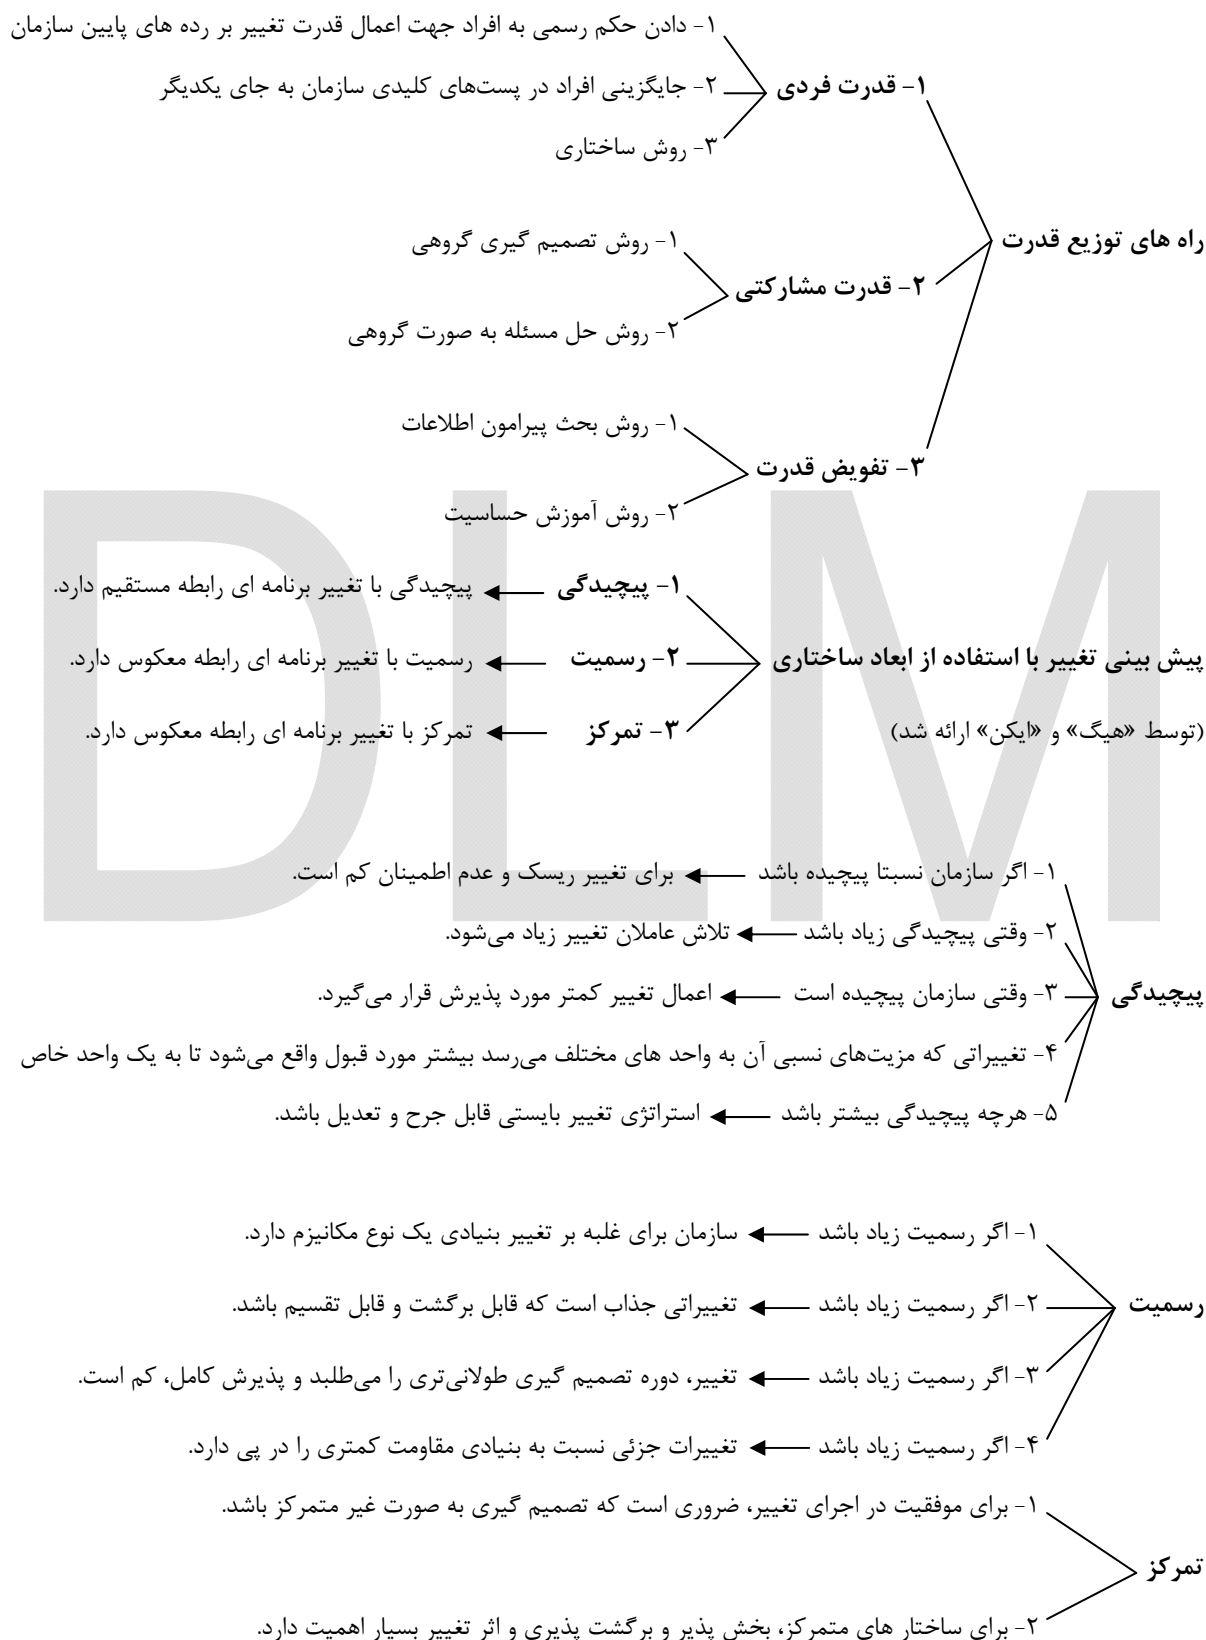 ۱- دادن حکم رسمی به افراد جهت اعمال قدرت تغییر بر رده های پایین سازمان
۱- قدرت فردی
۲- جایگزینی افراد در پست‌های کلیدی سازمان به جای یکدیگر
۳- روش ساختاری
راه های توزیع قدرت
۱- روش تصمیم گیری گروهی
۲- قدرت مشارکتی
۲- روش حل مسئله به صورت گروهی
۱- روش بحث پیرامون اطلاعات
۳- تفویض قدرت
۲- روش آموزش حساسیت
۱- پیچیدگی پیچیدگی با تغییر برنامه ای رابطه مستقیم دارد.
پیش بینی تغییر با استفاده از ابعاد ساختاری ۲- رسمیت رسمیت با تغییر برنامه ای رابطه معکوس دارد.
(توسط «هیگ» و «ایکن» ارائه شد) ۳- تمرکز تمرکز با تغییر برنامه ای رابطه معکوس دارد.
DLM
۱- اگر سازمان نسبتا پیچیده باشد برای تغییر ریسک و عدم اطمینان کم است.
۲- وقتی پیچیدگی زیاد باشد تلاش عاملان تغییر زیاد می‌شود.
پیچیدگی ۳- وقتی سازمان پیچیده است اعمال تغییر کمتر مورد پذیرش قرار می‌گیرد.
۴- تغییراتی که مزیت‌های نسبی آن به واحد های مختلف می‌رسد بیشتر مورد قبول واقع می‌شود تا به یک واحد خاص
۵- هرچه پیچیدگی بیشتر باشد استراتژی تغییر بایستی قابل جرح و تعدیل باشد.
۱- اگر رسمیت زیاد باشد سازمان برای غلبه بر تغییر بنیادی یک نوع مکانیزم دارد.
رسمیت ۲- اگر رسمیت زیاد باشد تغییراتی جذاب است که قابل برگشت و قابل تقسیم باشد.
۳- اگر رسمیت زیاد باشد تغییر، دوره تصمیم گیری طولانی‌تری را می‌طلبد و پذیرش کامل، کم است.
۴- اگر رسمیت زیاد باشد تغییرات جزئی نسبت به بنیادی مقاومت کمتری را در پی دارد.
۱- برای موفقیت در اجرای تغییر، ضروری است که تصمیم گیری به صورت غیر متمرکز باشد.
تمرکز
۲- برای ساختار های متمرکز، بخش پذیر و برگشت پذیری و اثر تغییر بسیار اهمیت دارد.